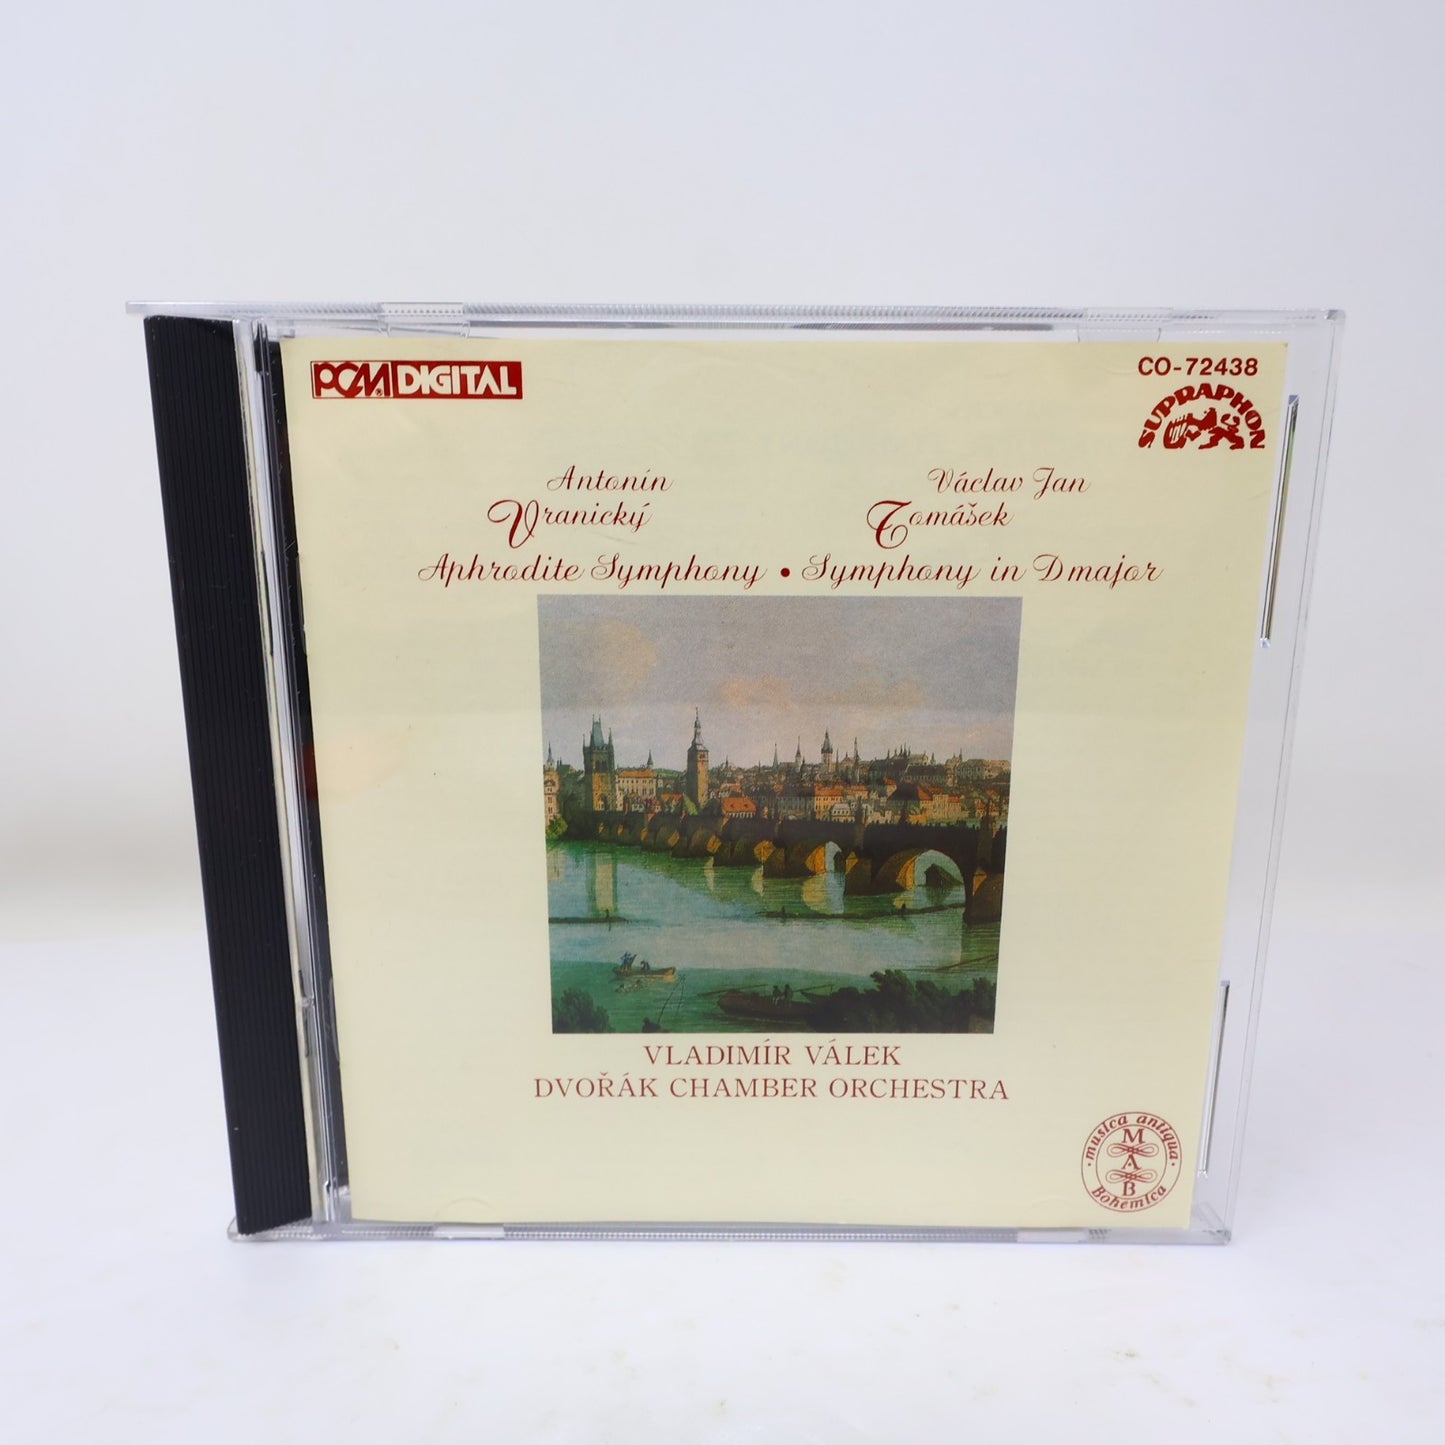 PCM DIGITAL
CO-72438
SUPRAPHON
Antonín
Vranický
Václav Jan
Tomášek
Aphrodite Symphony • Symphony in D major
VLADIMÍR VÁLEK
DVOŘÁK CHAMBER ORCHESTRA
· musica antiqua ·
M
A
B
Bohemica